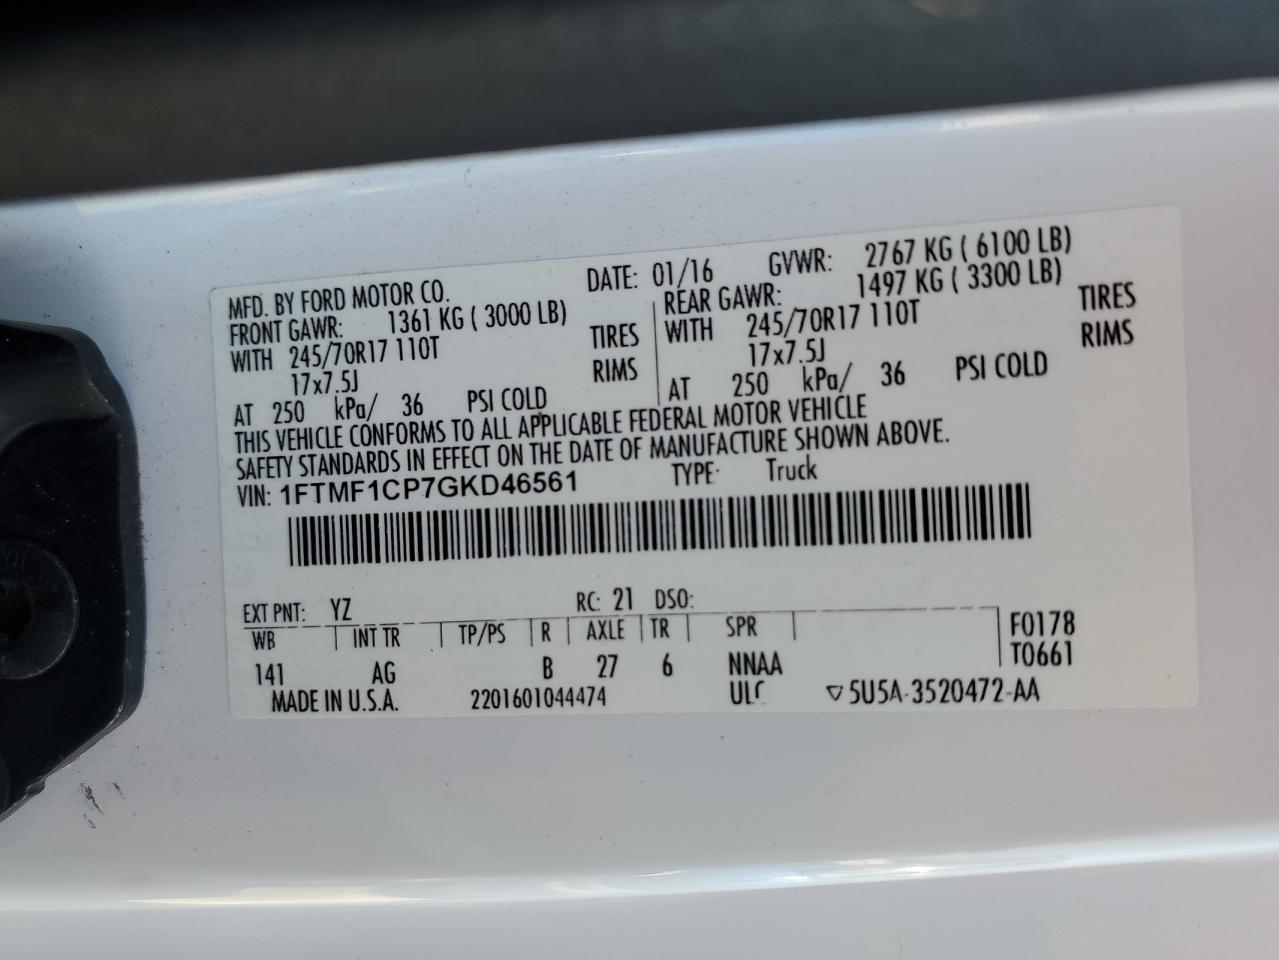 MFD. BY FORD MOTOR CO. DATE: 01/16 GVWR: 2767 KG ( 6100 LB)
FRONT GAWR: 1361 KG ( 3000 LB) REAR GAWR: 1497 KG ( 3300 LB)
WITH 245/70R17 110T TIRES WITH 245/70R17 110T TIRES
17x7.5J RIMS 17x7.5J RIMS
AT 250 kPa/ 36 PSI COLD AT 250 kPa/ 36 PSI COLD
THIS VEHICLE CONFORMS TO ALL APPLICABLE FEDERAL MOTOR VEHICLE
SAFETY STANDARDS IN EFFECT ON THE DATE OF MANUFACTURE SHOWN ABOVE.
VIN: 1FTMF1CP7GKD46561 TYPE: Truck
EXT PNT: YZ RC: 21 DSO:
WB INT TR TP/PS R AXLE TR SPR F0178
141 AG B 27 6 NNAA T0661
MADE IN U.S.A. 2201601044474 ▽5U5A-3520472-AA